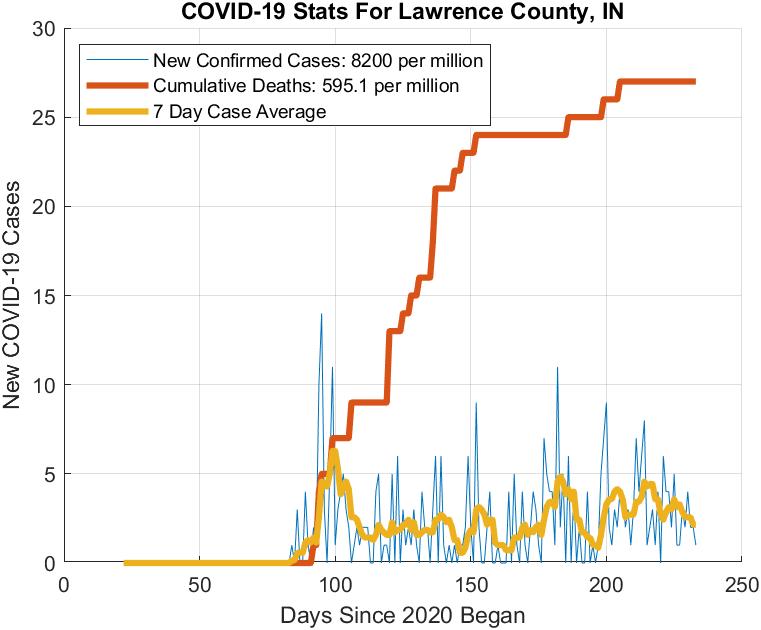 COVID-19 Stats For Lawrence County, IN
30
25
20
15
10
5
0
New COVID-19 Cases
New Confirmed Cases: 8200 per million
Cumulative Deaths: 595.1 per million
7 Day Case Average
0 50 100 150 200 250
Days Since 2020 Began